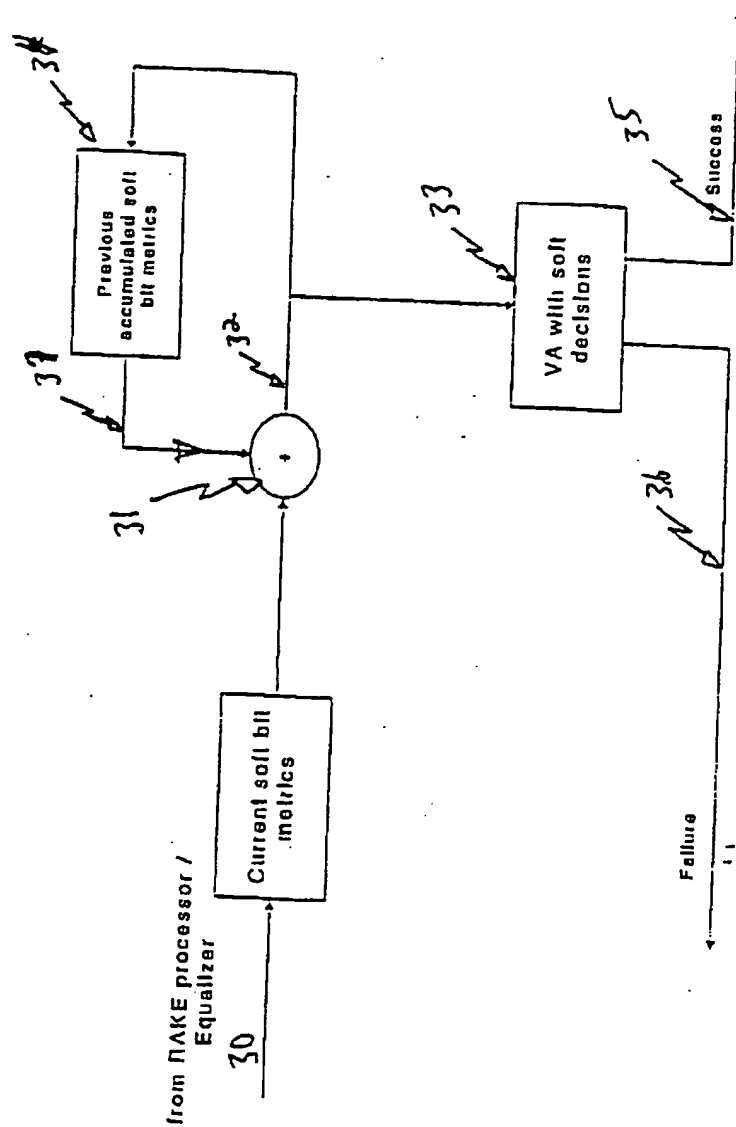 from RAKE processor /
Equalizer
30
Current soft bit
metrics
31
37
32
Previous
accumulated soft
bit metrics
34
33
VA with soft
decisions
35
Success
36
Failure